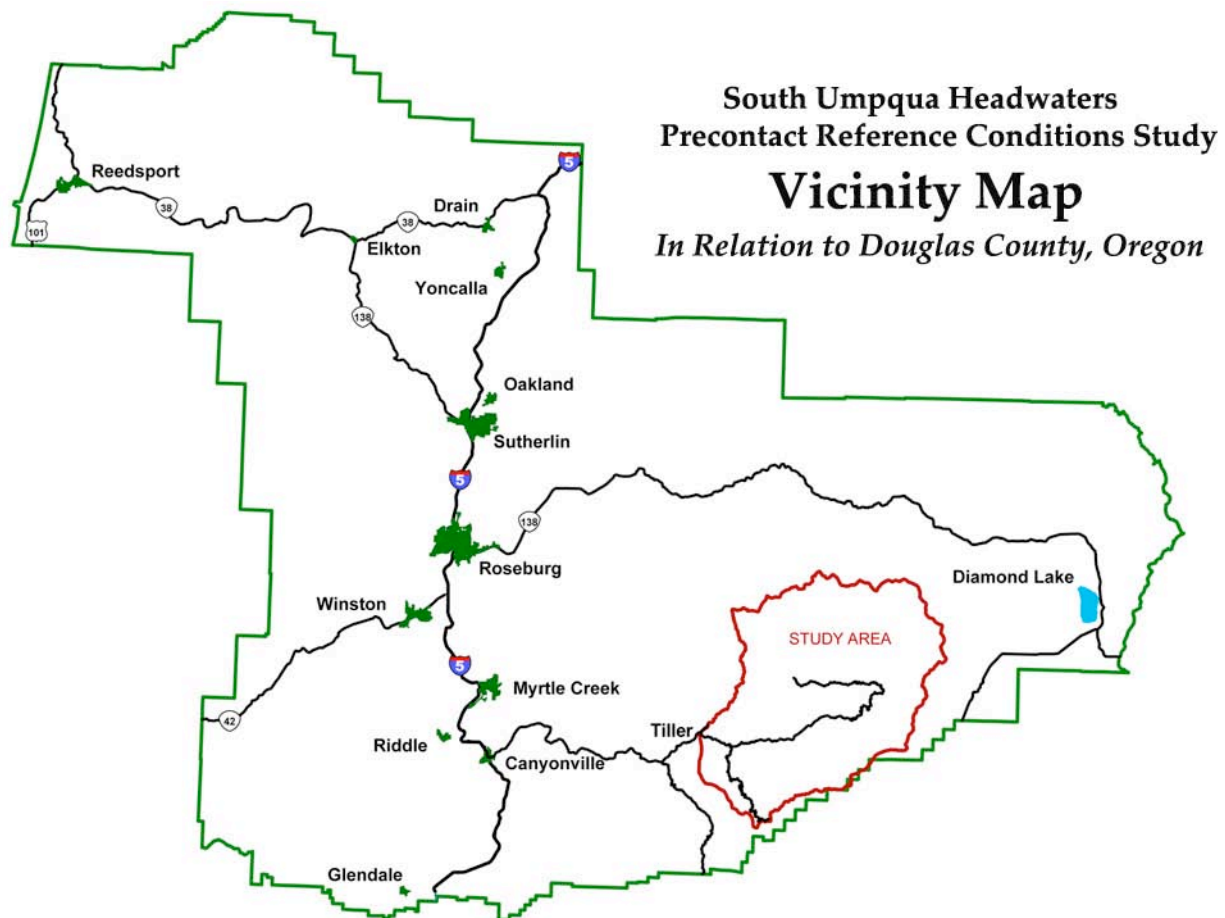 South Umpqua Headwaters
Precontact Reference Conditions Study
Vicinity Map
In Relation to Douglas County, Oregon
5
Reedsport
38
Drain
38
101
Elkton
Yoncalla
138
Oakland
Sutherlin
5
138
Roseburg
Diamond Lake
Winston
STUDY AREA
5
Myrtle Creek
42
Tiller
Riddle
Canyonville
Glendale